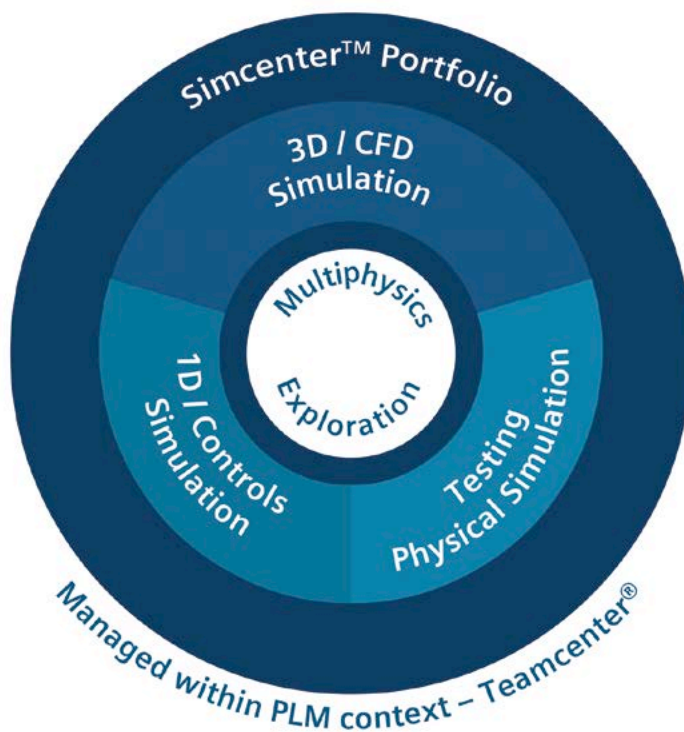 Simcenter™ Portfolio
3D / CFD
Simulation
Multiphysics
Exploration
1D / Controls
Simulation
Testing
Physical Simulation
Managed within PLM context – Teamcenter®